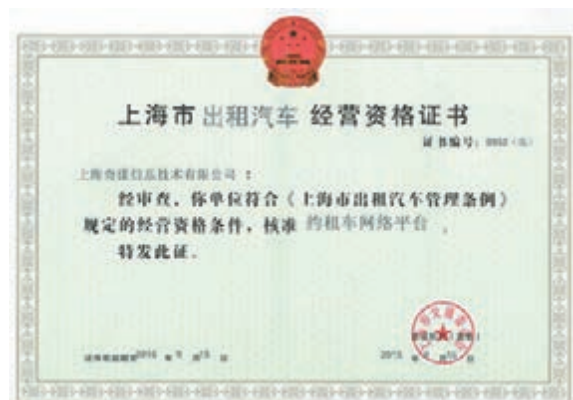 上海市 出租汽车 经营资格证书
证书编号：
上海奇漾信息技术有限公司：
经审查，你单位符合《上海市出租汽车管理条例》
规定的经营资格条件，核准 约租车网络平台 。
特发此证。
2015